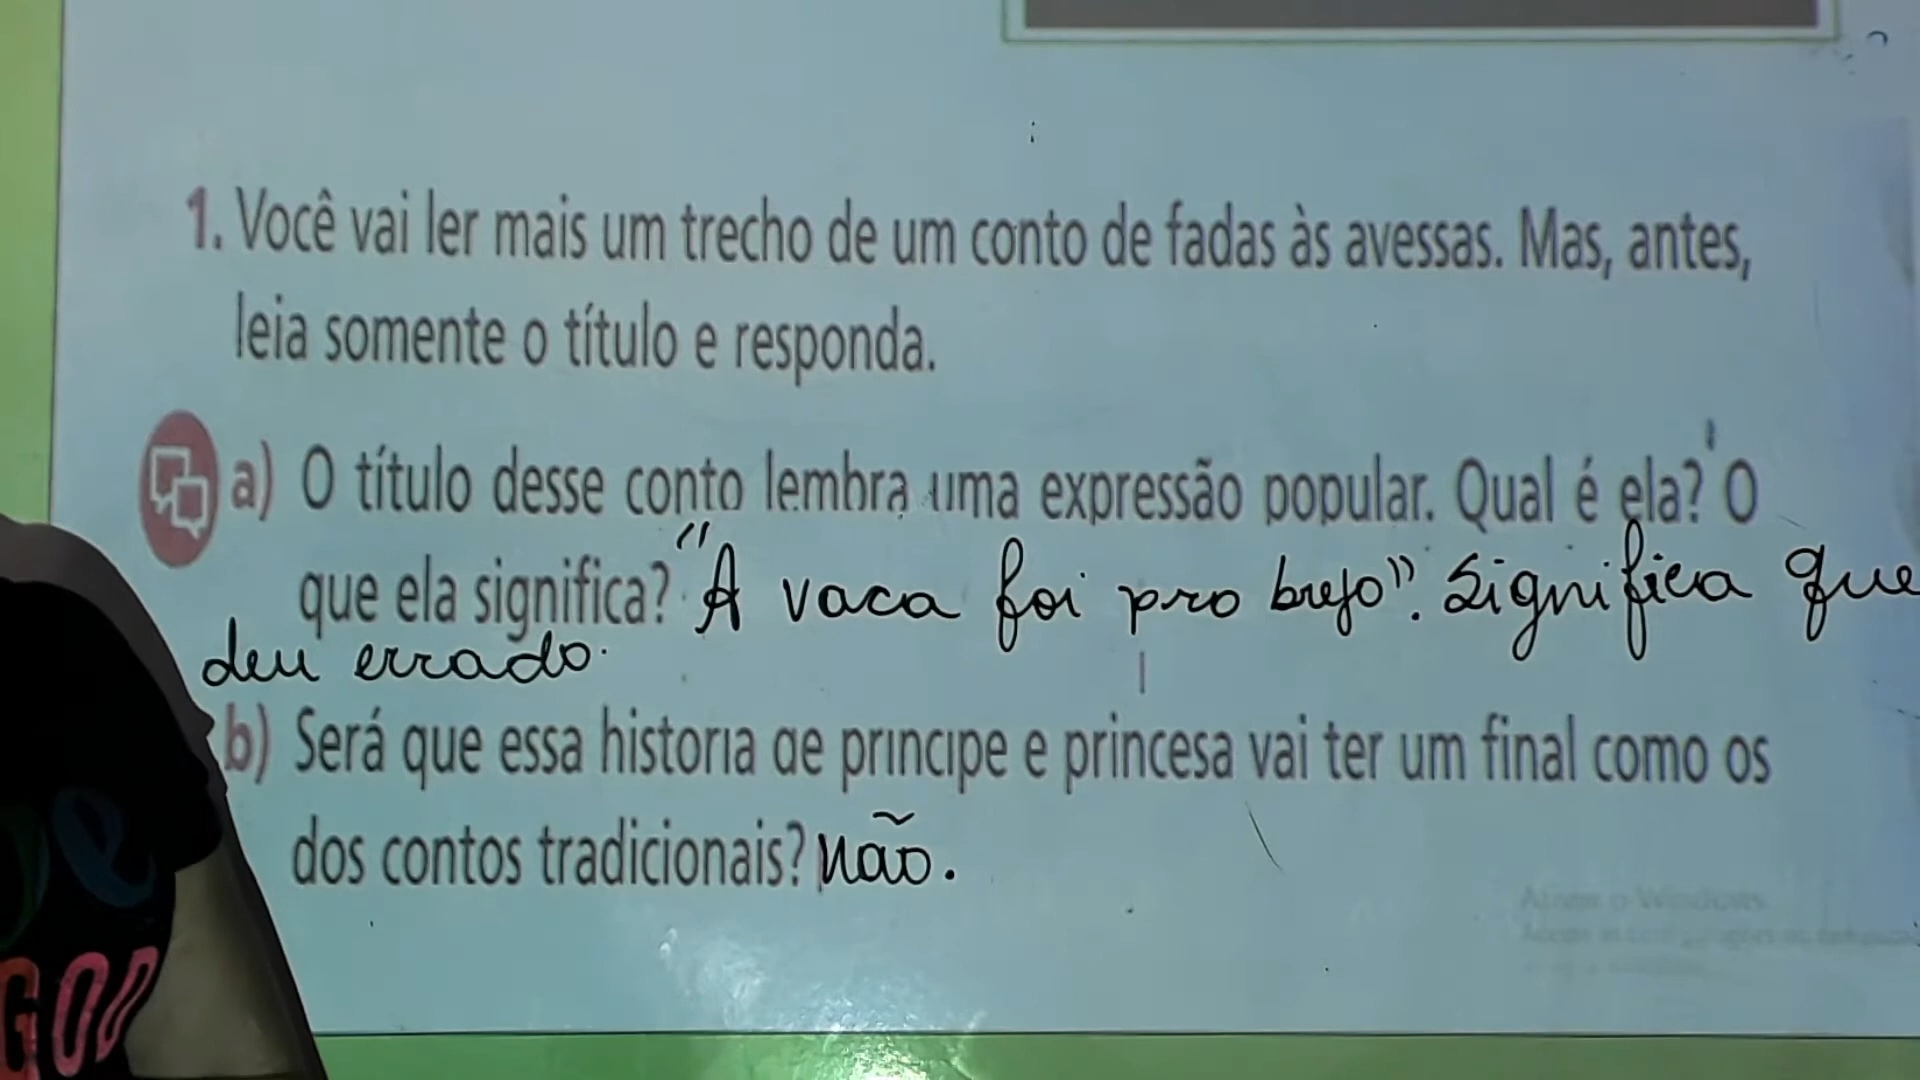 1. Você vai ler mais um trecho de um conto de fadas às avessas. Mas, antes,
leia somente o título e responda.
a) O título desse conto lembra uma expressão popular. Qual é ela? O
que ela significa? "A vaca foi pro brejo". Significa que
deu errado.
b) Será que essa história de príncipe e princesa vai ter um final como os
dos contos tradicionais? Não.
GOD